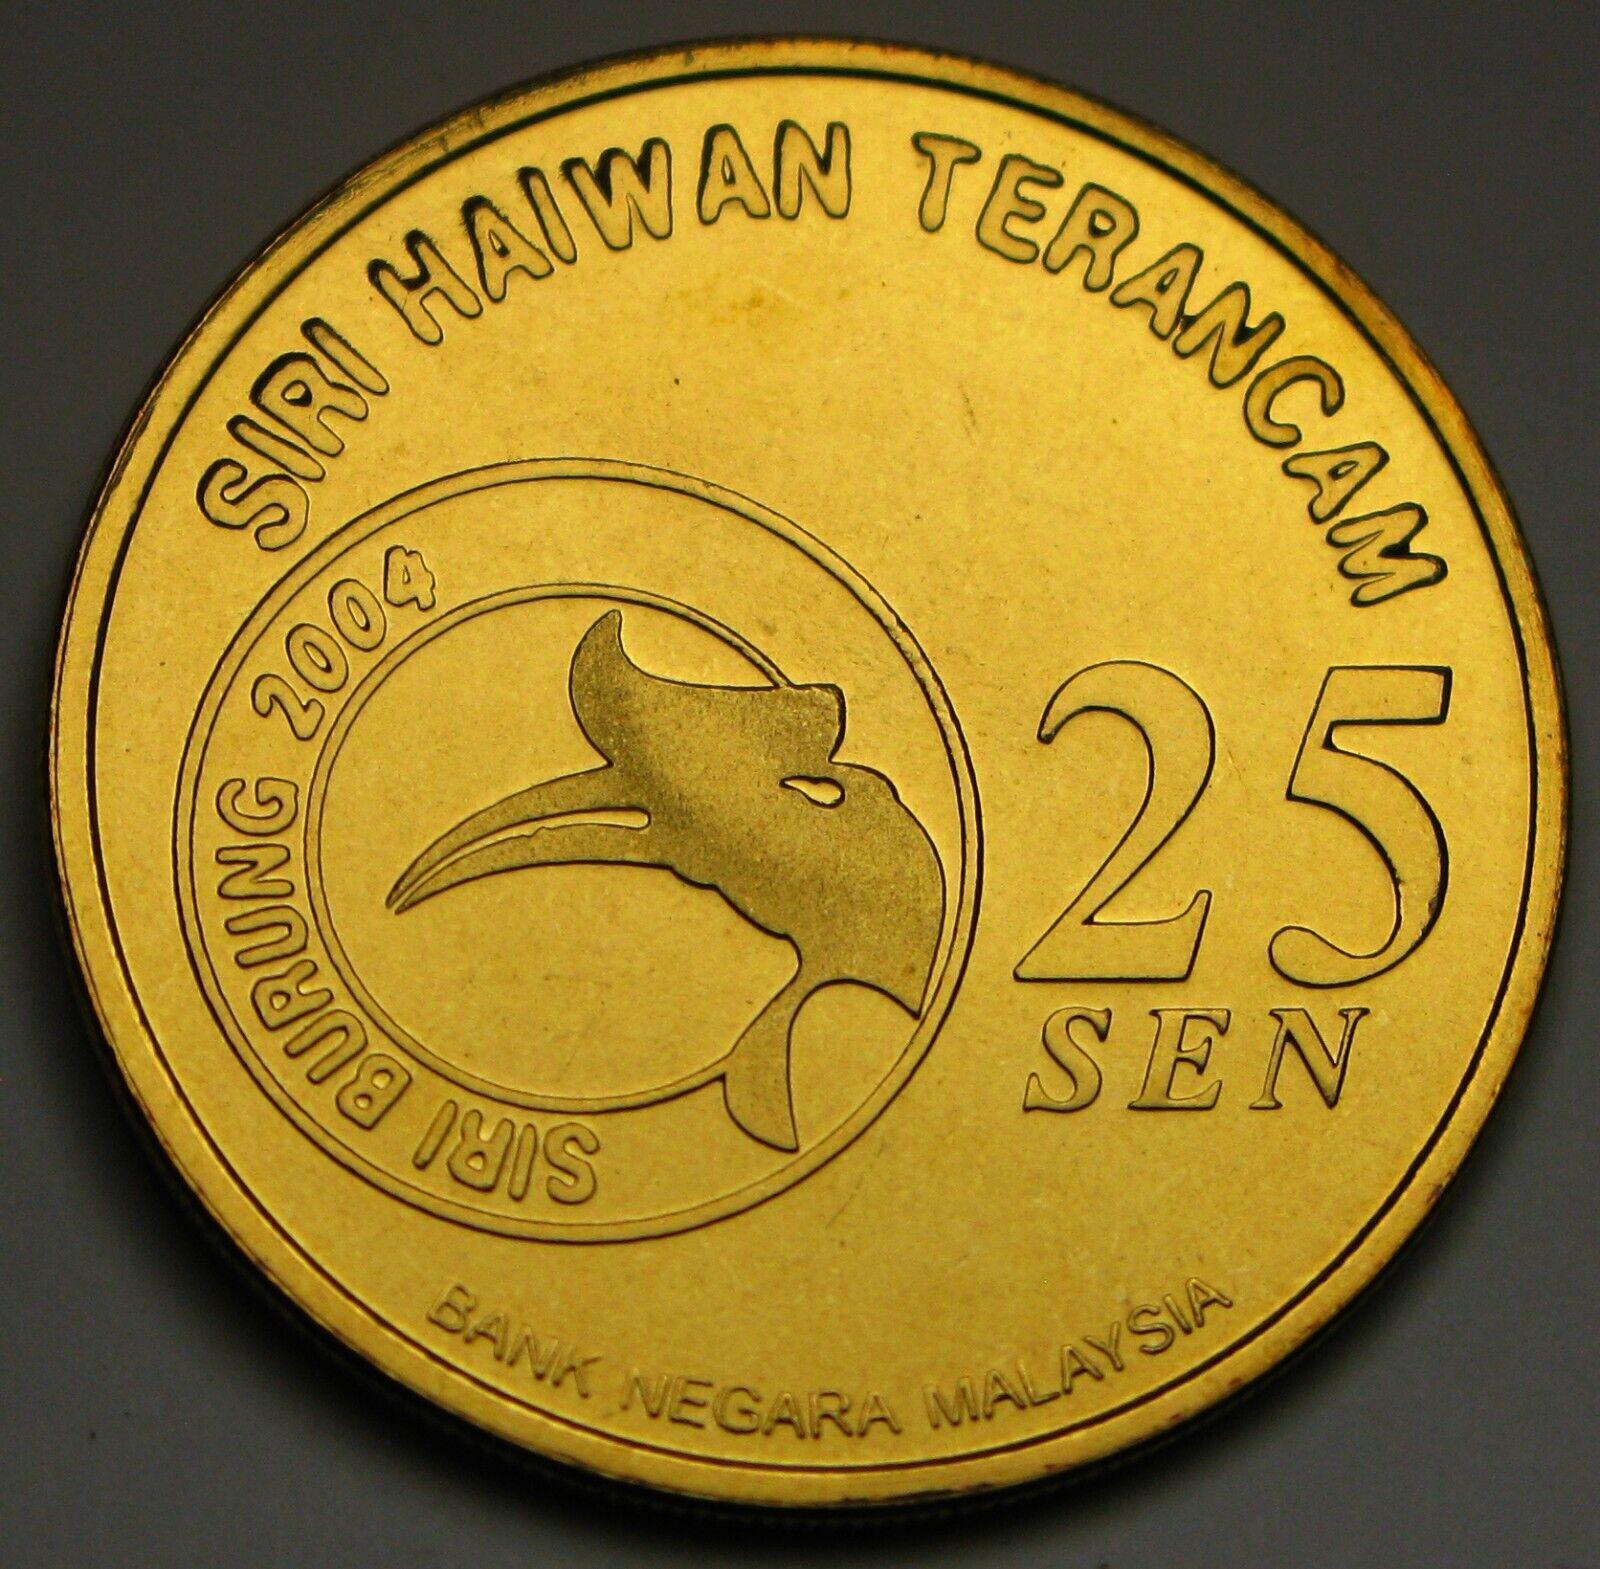 SIRI HAIWAN TERANCAM
SIRI BURUNG 2004
25
SEN
BANK NEGARA MALAYSIA